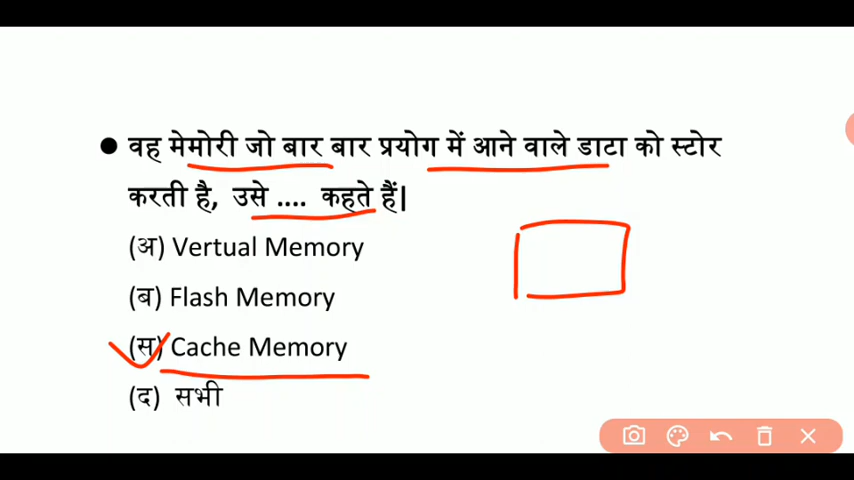 ● वह मेमोरी जो बार बार प्रयोग में आने वाले डाटा को स्टोर
करती है, उसे .... कहते हैं|
(अ) Vertual Memory
(ब) Flash Memory
(स) Cache Memory
(द) सभी